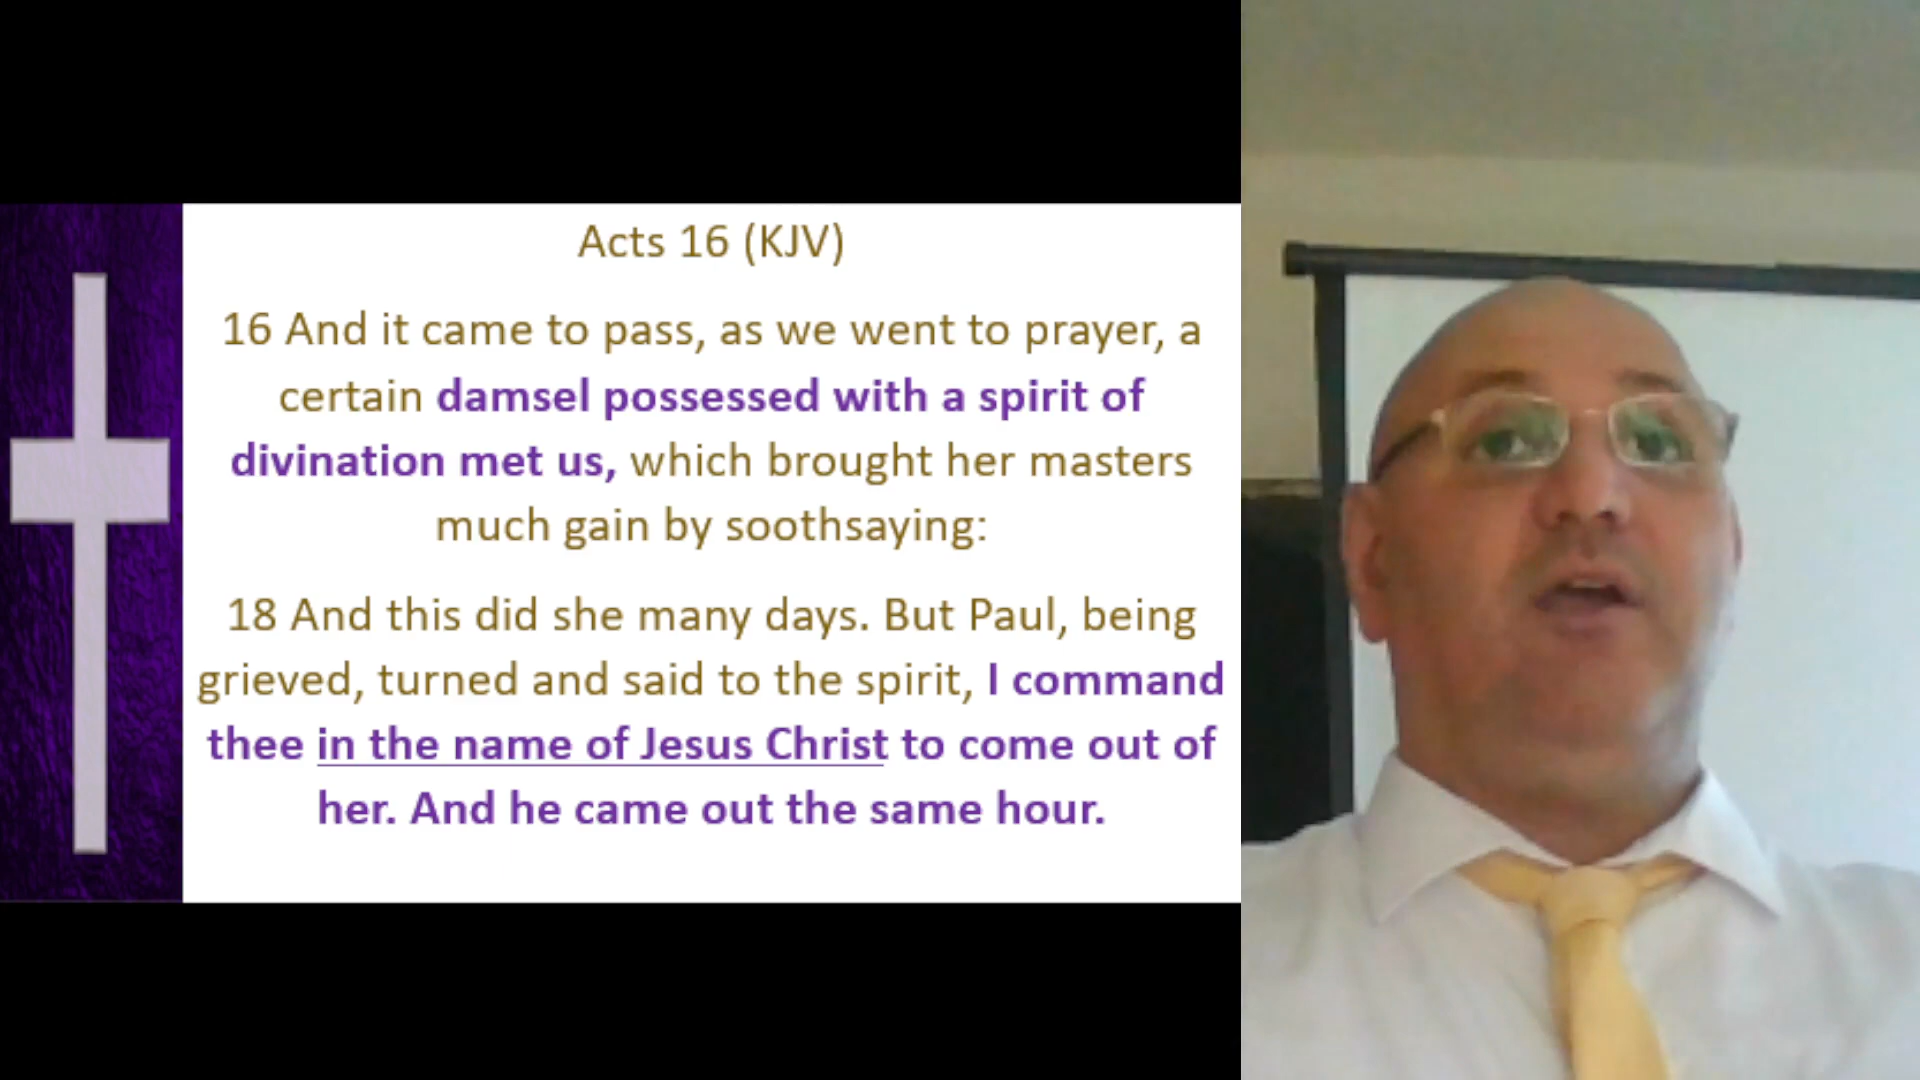 Acts 16 (KJV)
16 And it came to pass, as we went to prayer, a
certain damsel possessed with a spirit of
divination met us, which brought her masters
much gain by soothsaying:
18 And this did she many days. But Paul, being
grieved, turned and said to the spirit, I command
thee in the name of Jesus Christ to come out of
her. And he came out the same hour.